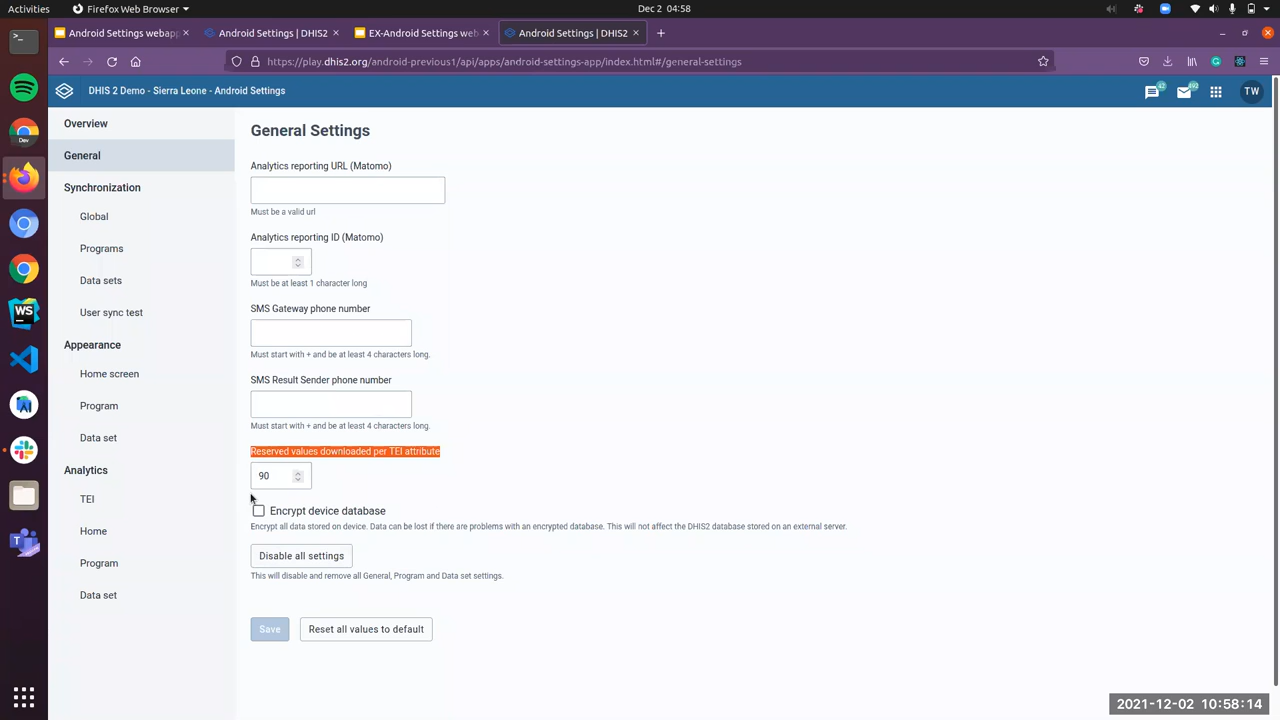 Activities
Firefox Web Browser
Dec 2 04:58
Android Settings webapp
Android Settings | DHIS2
EX-Android Settings web
Android Settings | DHIS2
https://play.dhis2.org/android-previous1/api/apps/android-settings-app/index.html#/general-settings
DHIS 2 Demo - Sierra Leone - Android Settings
TW
Overview
General
Synchronization
Global
Programs
Data sets
User sync test
Appearance
Home screen
Program
Data set
Analytics
TEI
Home
Program
Data set
General Settings
Analytics reporting URL (Matomo)
Must be a valid url
Analytics reporting ID (Matomo)
Must be at least 1 character long
SMS Gateway phone number
Must start with + and be at least 4 characters long.
SMS Result Sender phone number
Must start with + and be at least 4 characters long.
Reserved values downloaded per TEI attribute
90
Encrypt device database
Encrypt all data stored on device. Data can be lost if there are problems with an encrypted database. This will not affect the DHIS2 database stored on an external server.
Disable all settings
This will disable and remove all General, Program and Data set settings.
Save
Reset all values to default
Dev
WS
2021-12-02 10:58:14